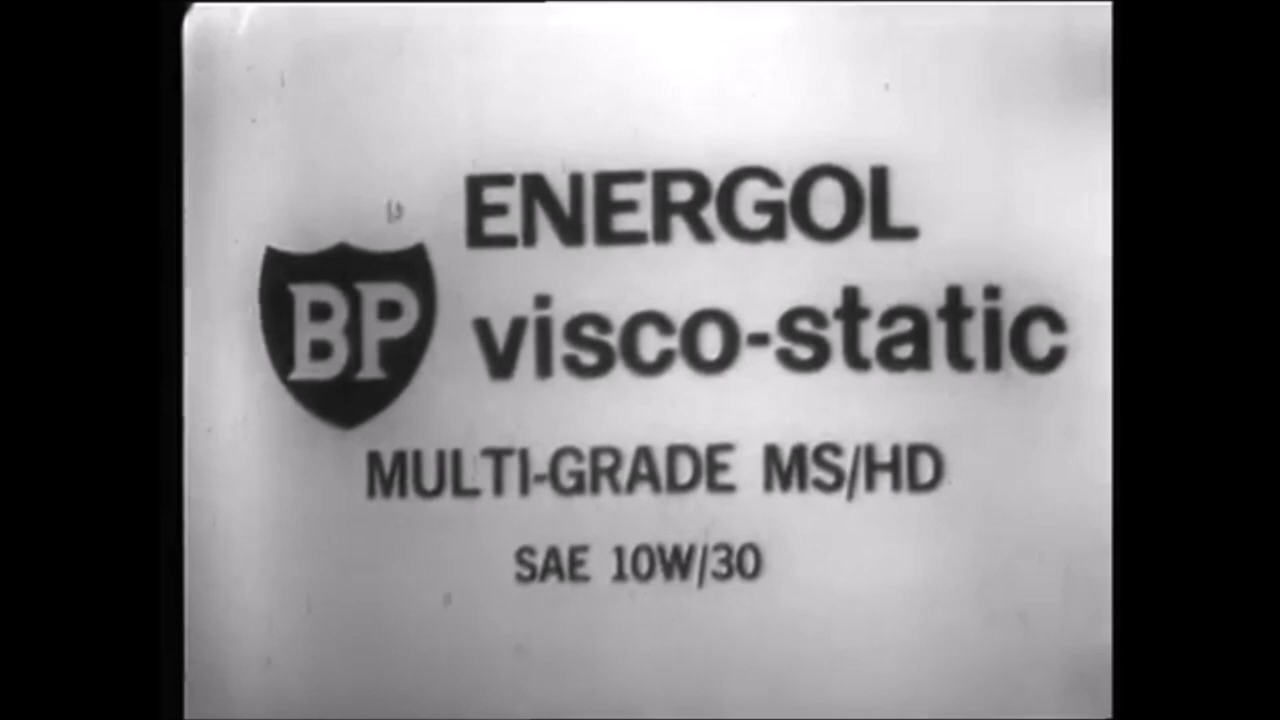 ENERGOL
BP
visco-static
MULTI-GRADE MS/HD
SAE 10W/30